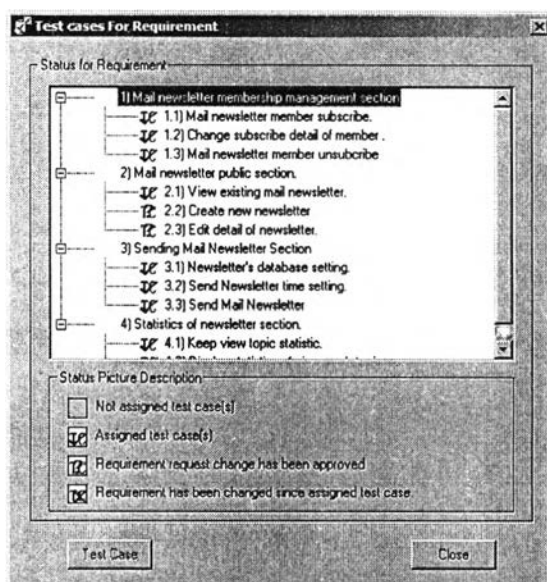 Test cases For Requirement
Status for Requirement
1) Mail newsletter membership management section
1.1) Mail newsletter member subscribe.
1.2) Change subscribe detail of member .
1.3) Mail newsletter member unsubcribe
2) Mail newsletter public section.
2.1) View existing mail newsletter.
2.2) Create new newsletter
2.3) Edit detail of newsletter.
3) Sending Mail Newsletter Section
3.1) Newsletter's database setting.
3.2) Send Newsletter time setting.
3.3) Send Mail Newsletter
4) Statistics of newsletter section.
4.1) Keep view topic statistic.
Status Picture Description
Not assigned test case(s)
Assigned test case(s)
Requirement request change has been approved
Requirement has been changed since assigned test case.
Test Case
Close